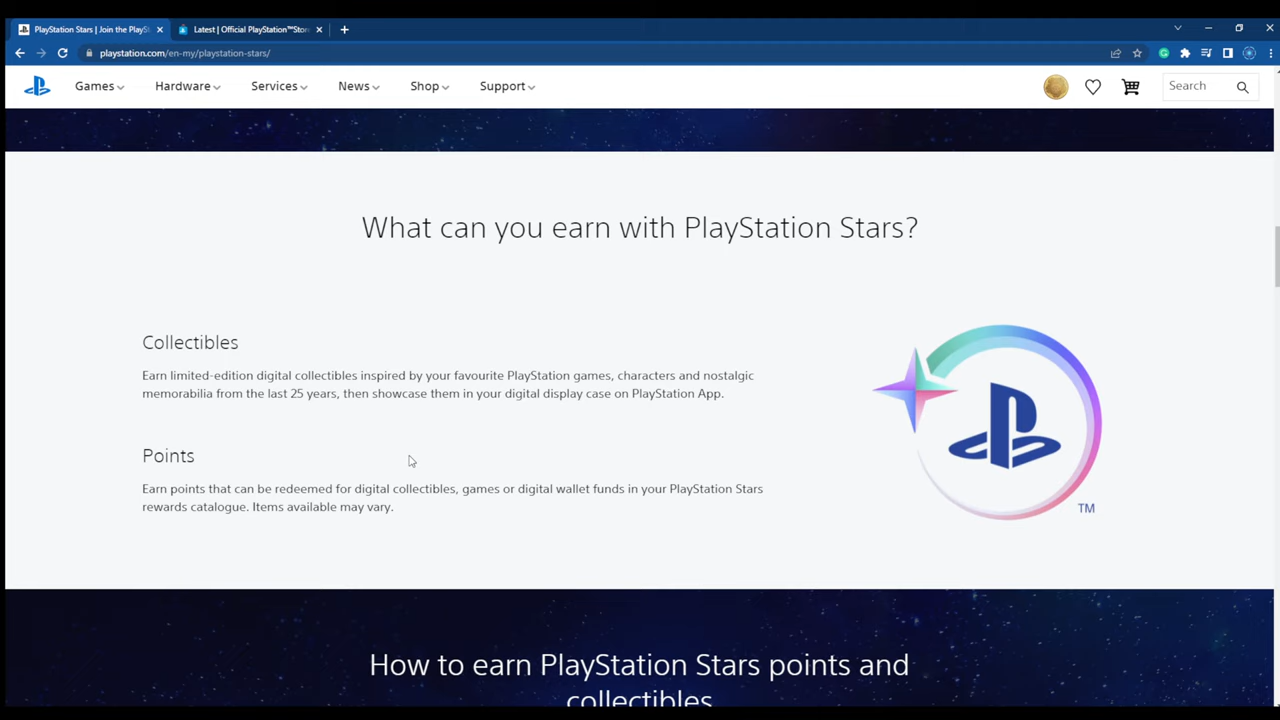 PlayStation Stars | Join the PlaySt
Latest | Official PlayStation™Store
playstation.com/en-my/playstation-stars/
Games
Hardware
Services
News
Shop
Support
Search
What can you earn with PlayStation Stars?
Collectibles
Earn limited-edition digital collectibles inspired by your favourite PlayStation games, characters and nostalgic
memorabilia from the last 25 years, then showcase them in your digital display case on PlayStation App.
Points
Earn points that can be redeemed for digital collectibles, games or digital wallet funds in your PlayStation Stars
rewards catalogue. Items available may vary.
TM
How to earn PlayStation Stars points and
collectibles